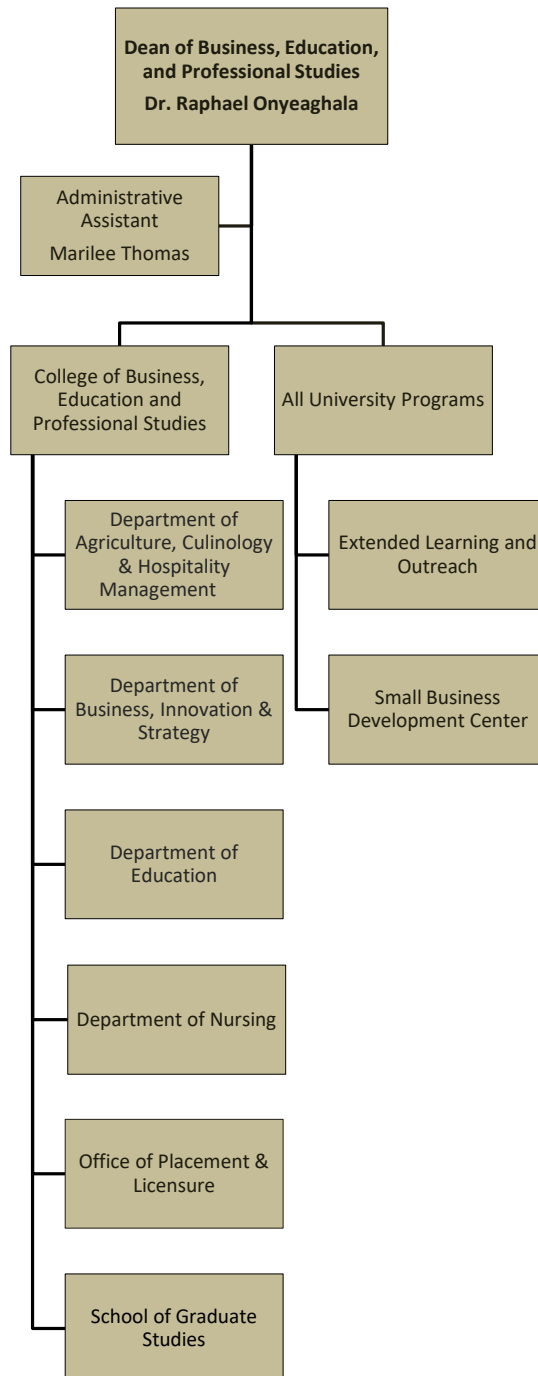 Dean of Business, Education,
and Professional Studies
Dr. Raphael Onyeaghala
Administrative
Assistant
Marilee Thomas
College of Business,
Education and
Professional Studies
All University Programs
Department of
Agriculture, Culinology
& Hospitality
Management
Extended Learning and
Outreach
Department of
Business, Innovation &
Strategy
Small Business
Development Center
Department of
Education
Department of Nursing
Office of Placement &
Licensure
School of Graduate
Studies